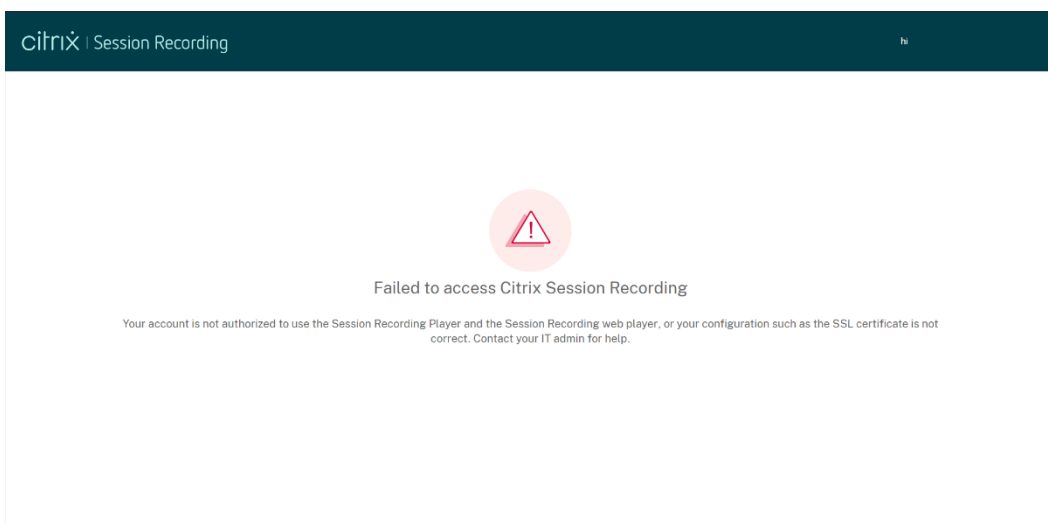 citrix | Session Recording
hi
Failed to access Citrix Session Recording
Your account is not authorized to use the Session Recording Player and the Session Recording web player, or your configuration such as the SSL certificate is not
correct. Contact your IT admin for help.